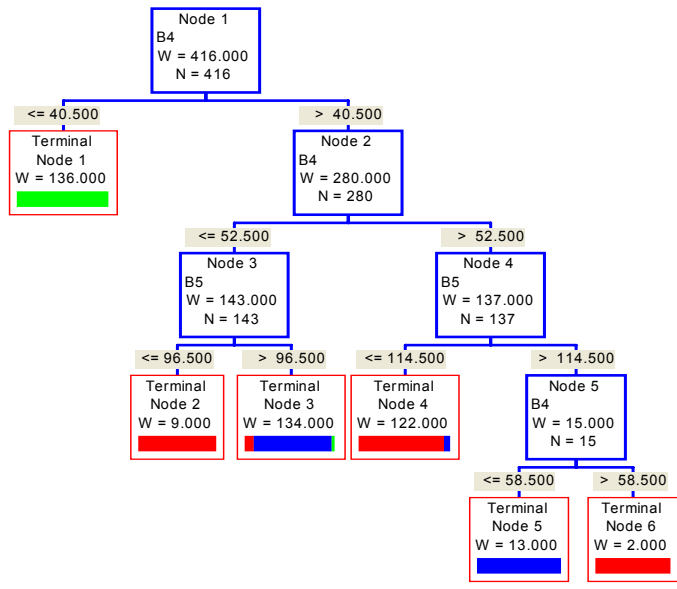 Node 1
B4
W = 416.000
N = 416
<= 40.500
> 40.500
Terminal
Node 1
W = 136.000
Node 2
B4
W = 280.000
N = 280
<= 52.500
> 52.500
Node 3
B5
W = 143.000
N = 143
Node 4
B5
W = 137.000
N = 137
<= 96.500
> 96.500
<= 114.500
> 114.500
Terminal
Node 2
W = 9.000
Terminal
Node 3
W = 134.000
Terminal
Node 4
W = 122.000
Node 5
B4
W = 15.000
N = 15
<= 58.500
> 58.500
Terminal
Node 5
W = 13.000
Terminal
Node 6
W = 2.000